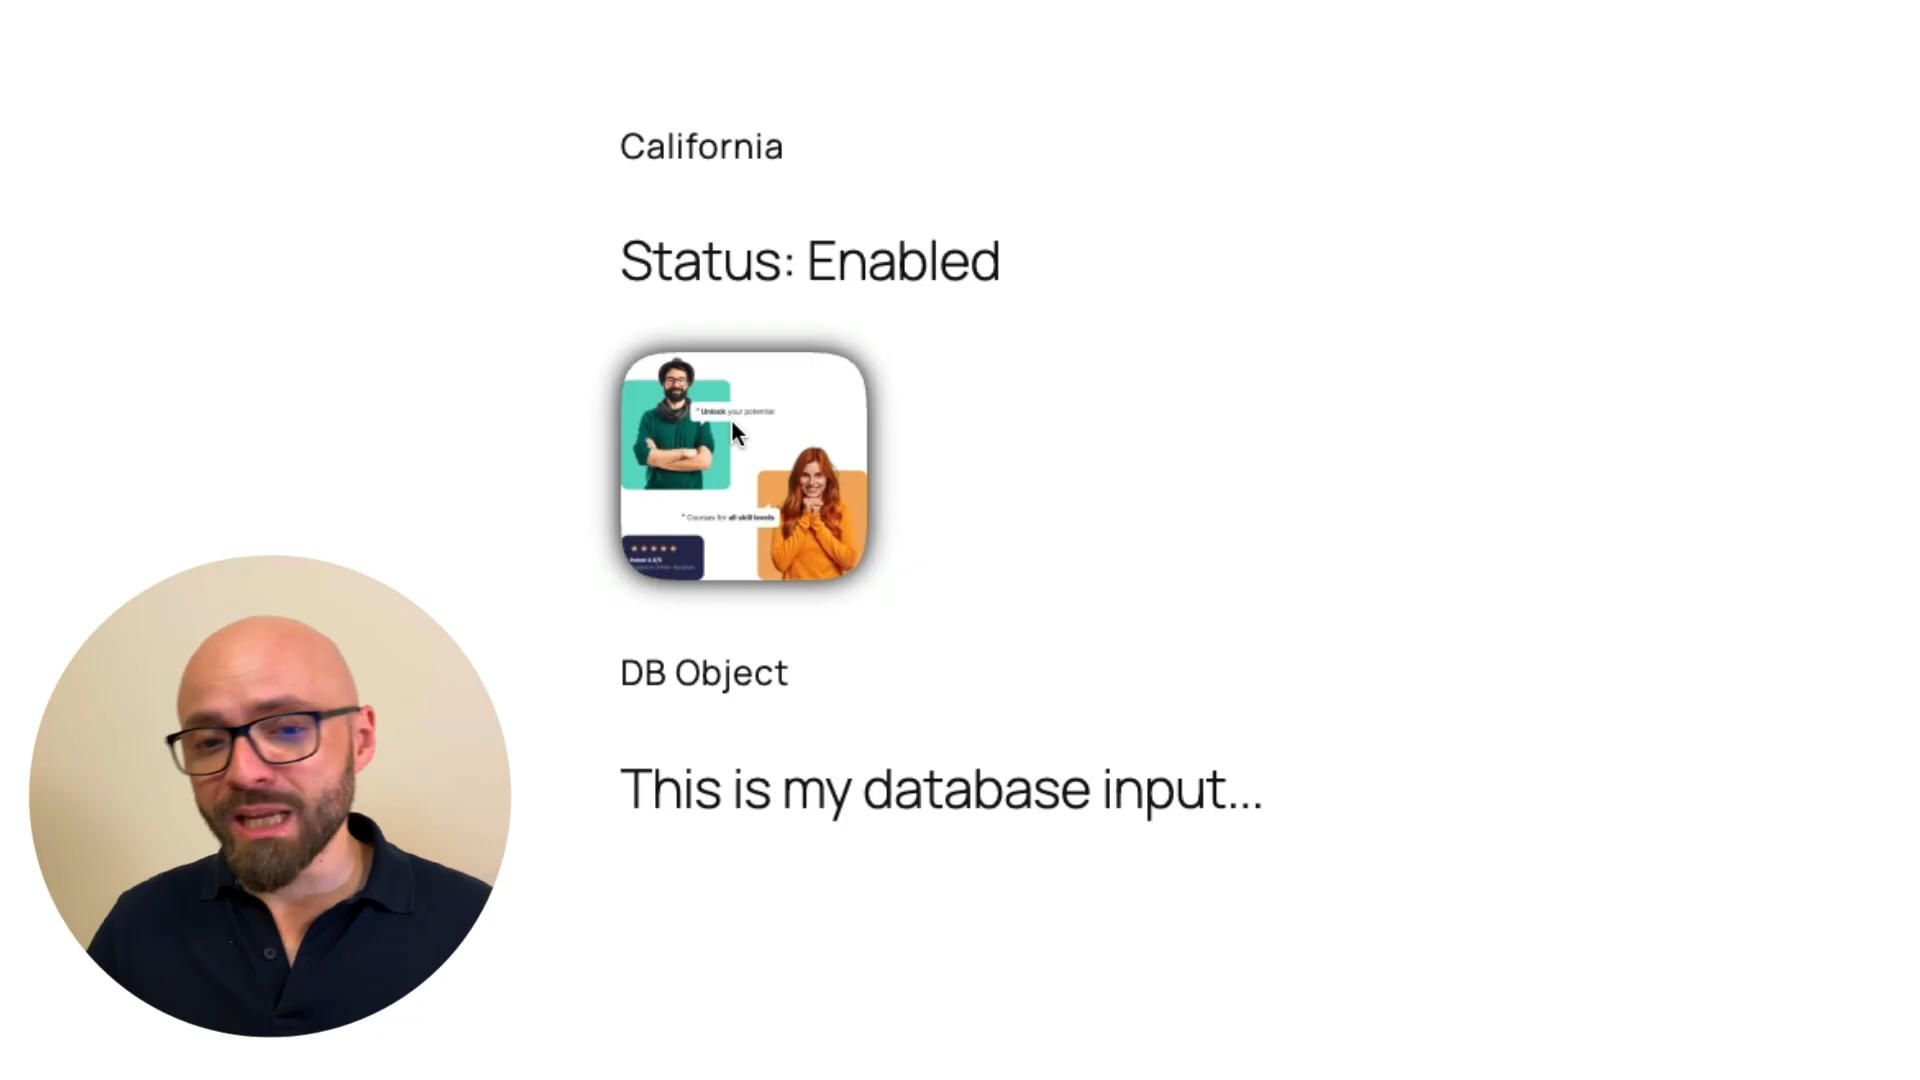 California
Status: Enabled
" Unlock your potential
" Courses for all skill levels
DB Object
This is my database input...